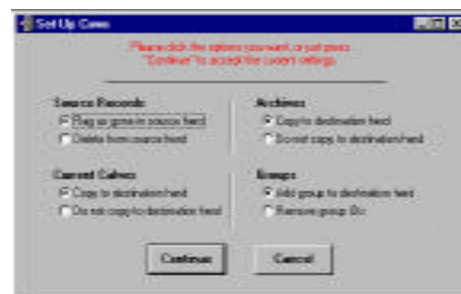 Set Up Cows
Please click the options you want, or just press
"Continue" to accept the current settings.
Source Records
Flag as gone in source herd
Delete from source herd
Archives
Copy to destination herd
Do not copy to destination herd
Current Calves
Copy to destination herd
Do not copy to destination herd
Groups
Add group to destination herd
Remove group IDs
Continue
Cancel